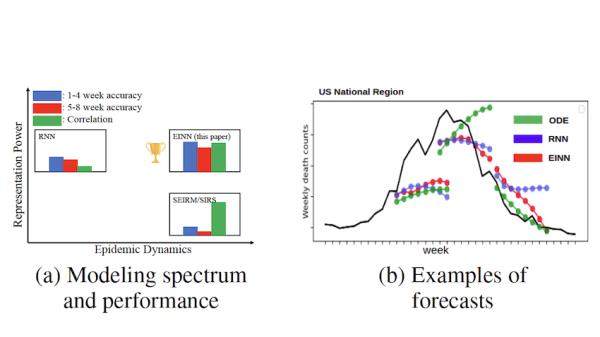 : 1-4 week accuracy
: 5-8 week accuracy
: Correlation
RNN
EINN (this paper)
SEIRM/SIRS
Representation Power
Epidemic Dynamics
(a) Modeling spectrum
and performance
US National Region
ODE
RNN
EINN
Weekly death counts
week
(b) Examples of
forecasts